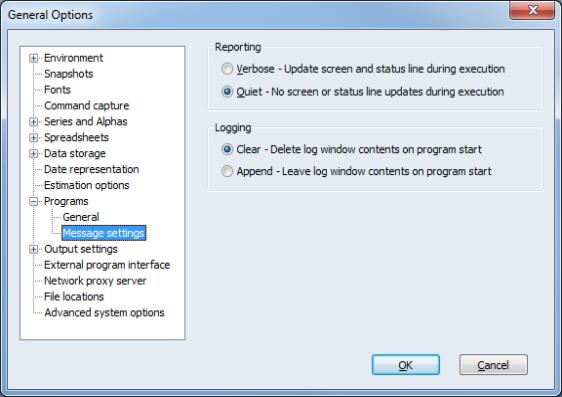 General Options
Environment
Snapshots
Fonts
Command capture
Series and Alphas
Spreadsheets
Data storage
Date representation
Estimation options
Programs
General
Message settings
Output settings
External program interface
Network proxy server
File locations
Advanced system options
Reporting
Verbose - Update screen and status line during execution
Quiet - No screen or status line updates during execution
Logging
Clear - Delete log window contents on program start
Append - Leave log window contents on program start
OK
Cancel